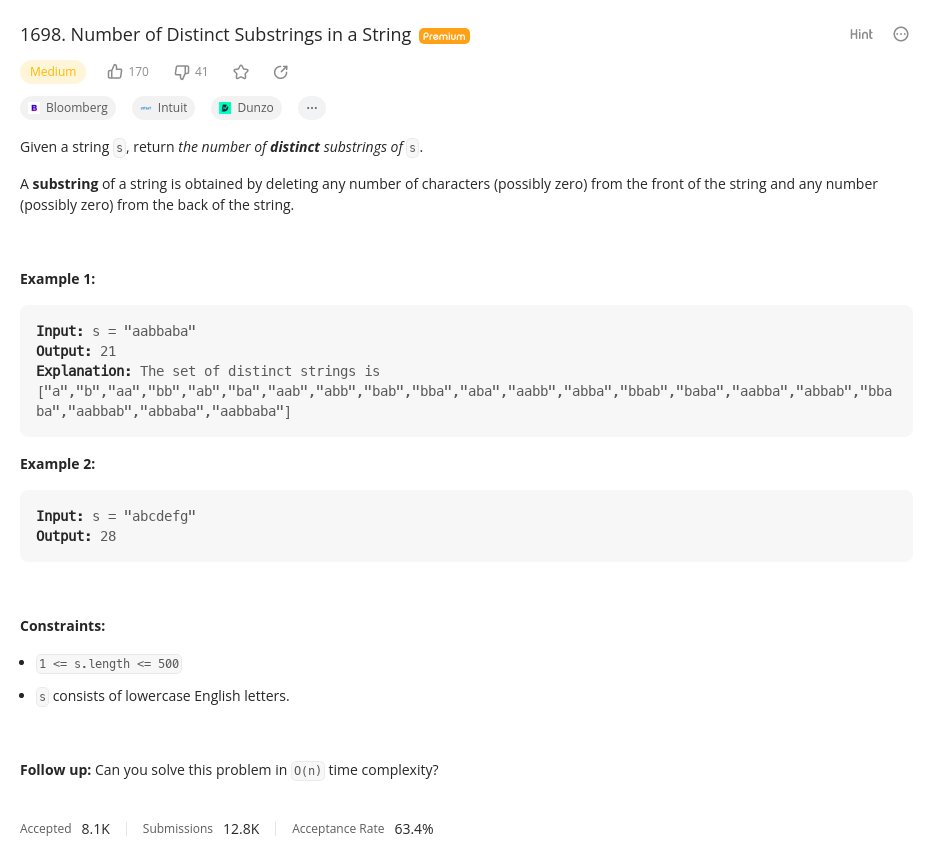 1698. Number of Distinct Substrings in a String Premium Hint
Medium 170 41
Bloomberg Intuit Dunzo ...
Given a string s, return the number of distinct substrings of s.
A substring of a string is obtained by deleting any number of characters (possibly zero) from the front of the string and any number
(possibly zero) from the back of the string.
Example 1:
Input: s = "aabbaba"
Output: 21
Explanation: The set of distinct strings is
["a","b","aa","bb","ab","ba","aab","abb","bab","bba","aba","aabb","abba","bbab","baba","aabba","abbab","bba
ba","aabbab","abbaba","aabbaba"]
Example 2:
Input: s = "abcdefg"
Output: 28
Constraints:
• 1 <= s.length <= 500
• s consists of lowercase English letters.
Follow up: Can you solve this problem in O(n) time complexity?
Accepted 8.1K Submissions 12.8K Acceptance Rate 63.4%